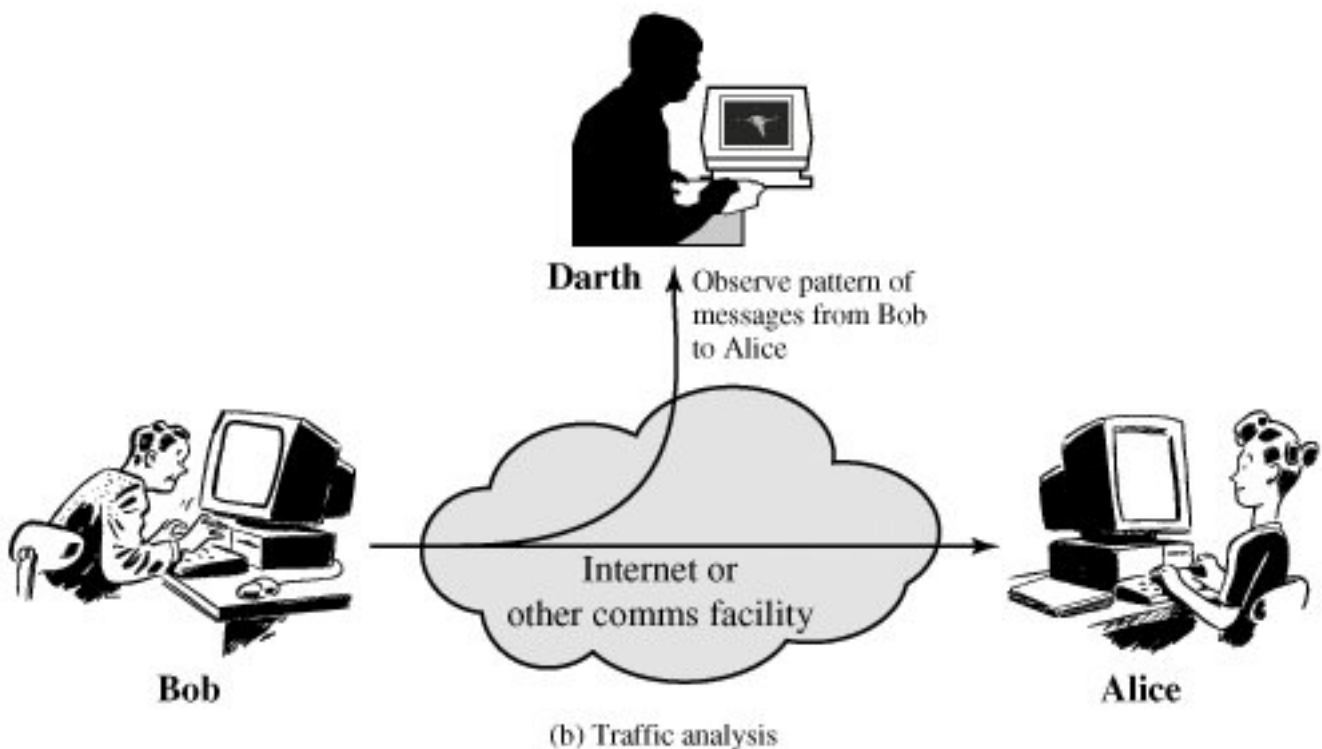 Darth
Observe pattern of
messages from Bob
to Alice
Internet or
other comms facility
Bob
Alice
(b) Traffic analysis